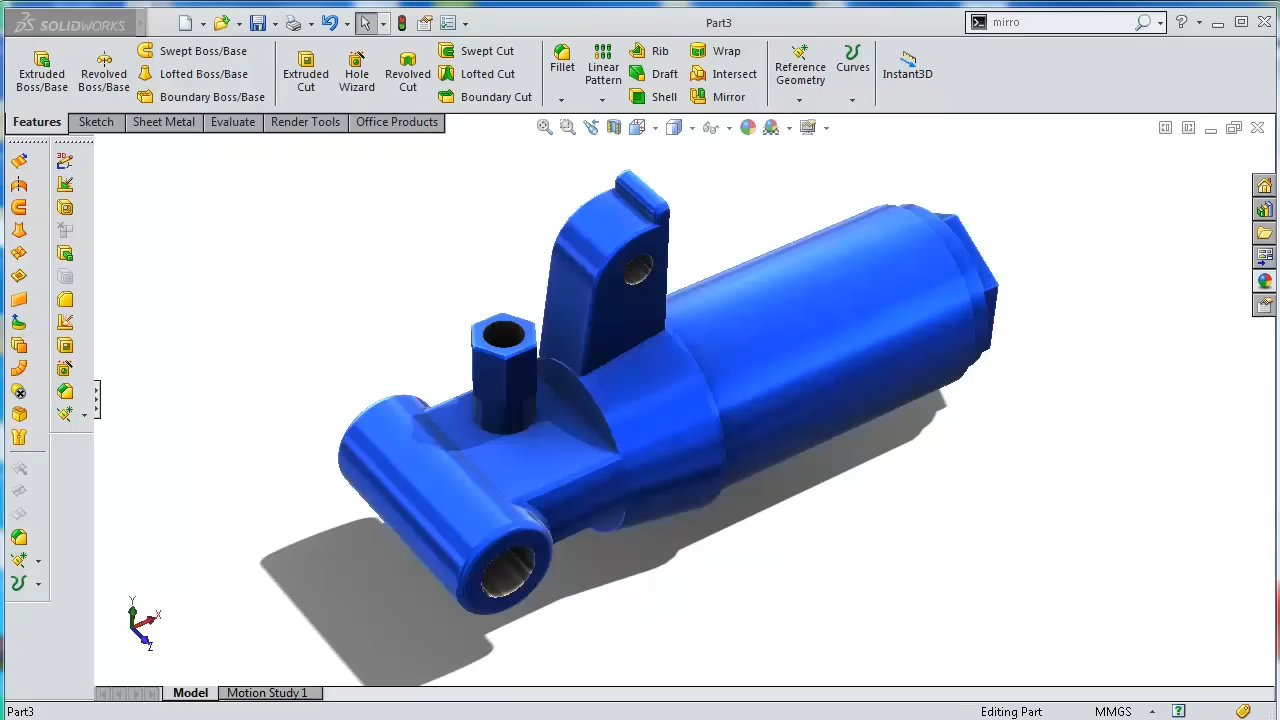 SOLIDWORKS
Part3
mirro
Extruded Boss/Base
Revolved Boss/Base
Swept Boss/Base
Lofted Boss/Base
Boundary Boss/Base
Extruded Cut
Hole Wizard
Revolved Cut
Swept Cut
Lofted Cut
Boundary Cut
Fillet
Linear Pattern
Rib
Draft
Shell
Wrap
Intersect
Mirror
Reference Geometry
Curves
Instant3D
Features
Sketch
Sheet Metal
Evaluate
Render Tools
Office Products
3D
Y
X
Z
Model
Motion Study 1
Part3
Editing Part
MMGS